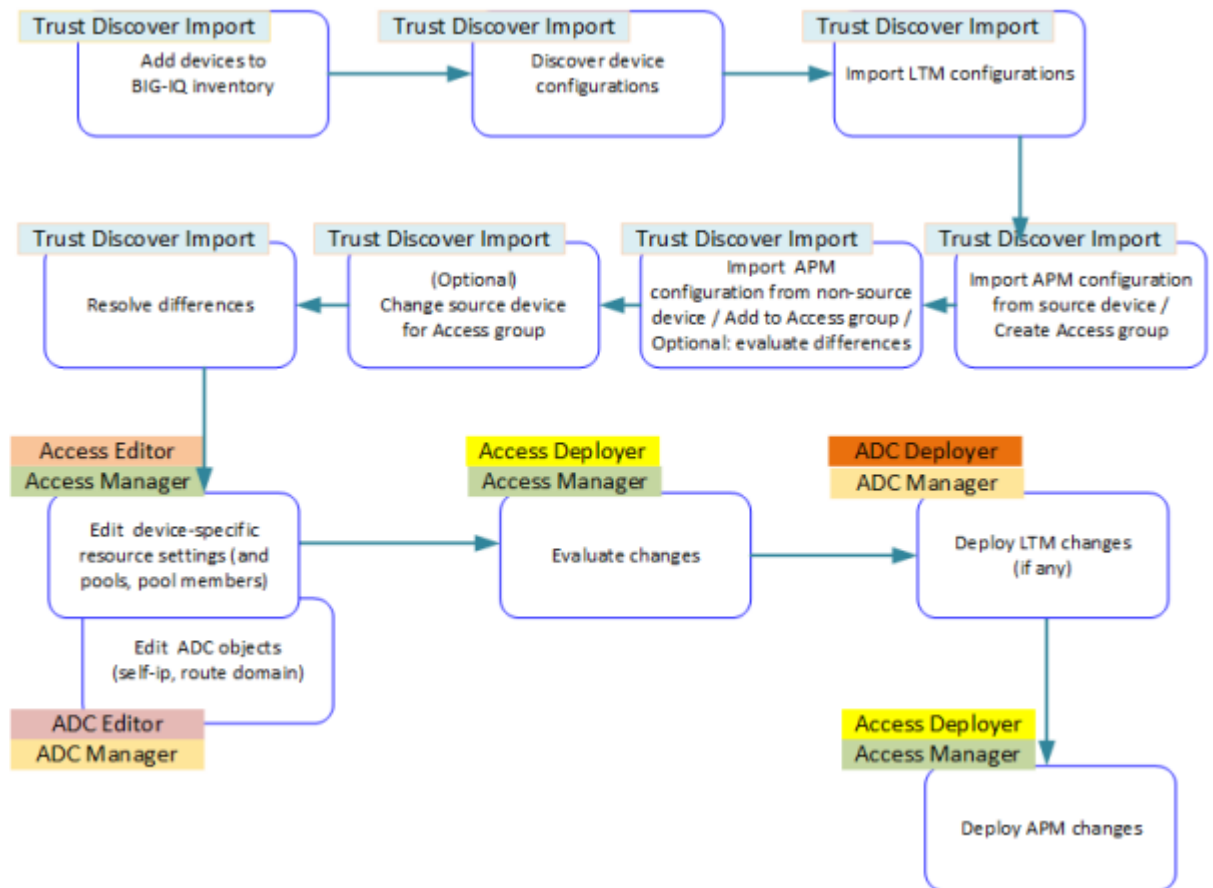 Trust Discover Import
Add devices to
BIG-IQ inventory
Trust Discover Import
Discover device
configurations
Trust Discover Import
Import LTM configurations
Trust Discover Import
Resolve differences
Trust Discover Import
(Optional)
Change source device
for Access group
Trust Discover Import
Import APM
configuration from non-source
device / Add to Access group /
Optional: evaluate differences
Trust Discover Import
Import APM configuration
from source device /
Create Access group
Access Editor
Access Manager
Edit device-specific
resource settings (and
pools, pool members)
Edit ADC objects
(self-ip, route domain)
ADC Editor
ADC Manager
Access Deployer
Access Manager
Evaluate changes
ADC Deployer
ADC Manager
Deploy LTM changes
(if any)
Access Deployer
Access Manager
Deploy APM changes